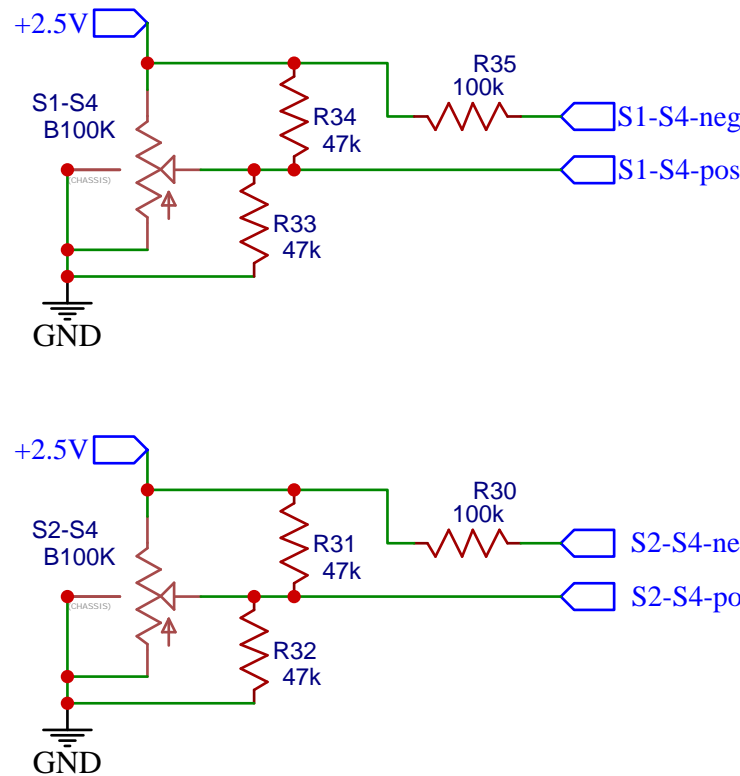 +2.5V
R35
100k
S1-S4
B100K
R34
47k
S1-S4-neg
(CHASSIS)
S1-S4-pos
R33
47k
GND
+2.5V
R30
100k
S2-S4
B100K
R31
47k
S2-S4-ne
(CHASSIS)
S2-S4-po
R32
47k
GND